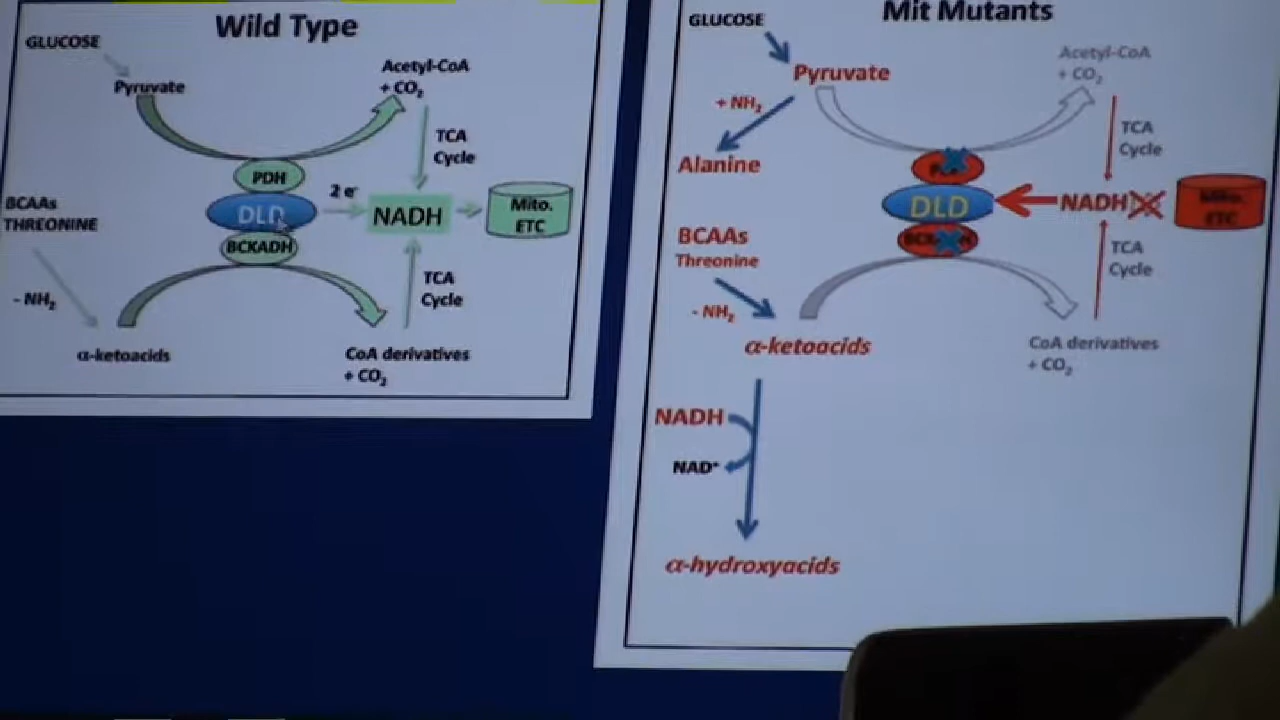 Wild Type
GLUCOSE
Pyruvate
Acetyl-CoA
+ CO₂
TCA
Cycle
PDH
BCAAs
THREONINE
DLD
2 e⁻
NADH
Mito.
ETC
BCKADH
- NH₂
TCA
Cycle
α-ketoacids
CoA derivatives
+ CO₂
Mit Mutants
GLUCOSE
Pyruvate
Acetyl-CoA
+ CO₂
+ NH₂
TCA
Cycle
Alanine
DLD
NADH
Mito.
ETC
BCAAs
Threonine
TCA
Cycle
- NH₂
α-ketoacids
CoA derivatives
+ CO₂
NADH
NAD⁺
α-hydroxyacids